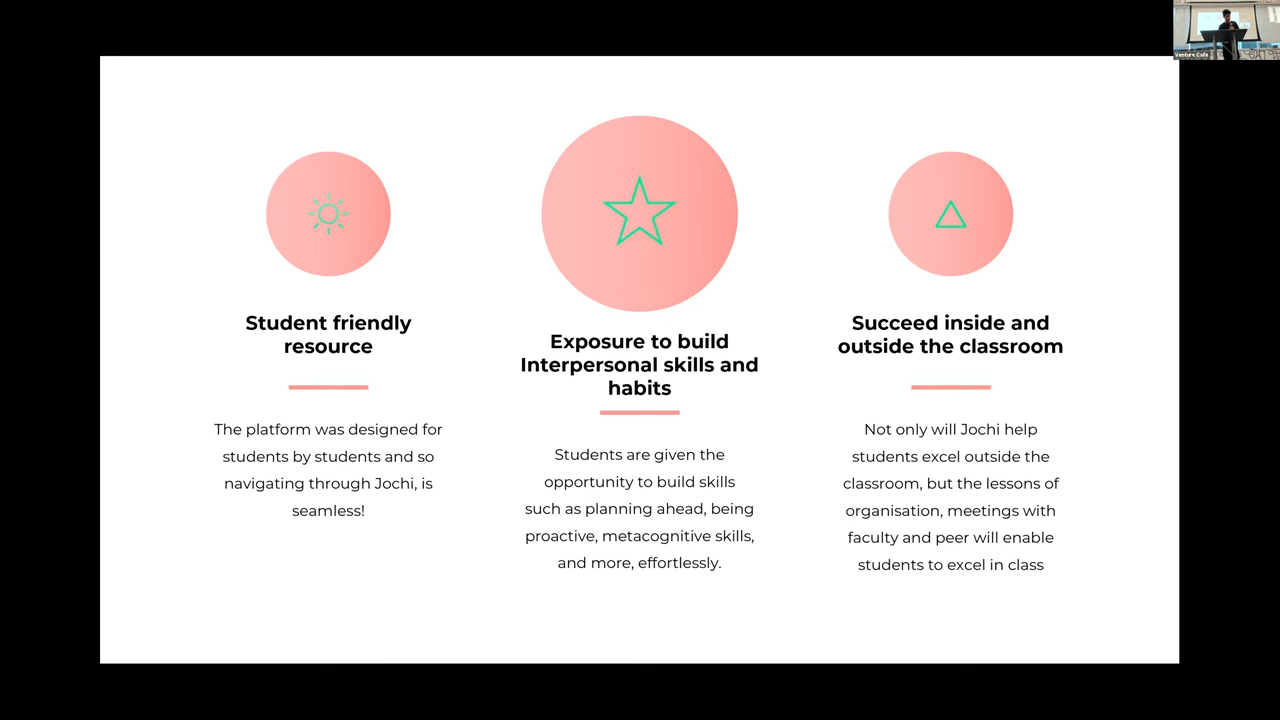 Venture Cafe
Student friendly
resource
The platform was designed for
students by students and so
navigating through Jochi, is
seamless!
Exposure to build
Interpersonal skills and
habits
Students are given the
opportunity to build skills
such as planning ahead, being
proactive, metacognitive skills,
and more, effortlessly.
Succeed inside and
outside the classroom
Not only will Jochi help
students excel outside the
classroom, but the lessons of
organisation, meetings with
faculty and peer will enable
students to excel in class